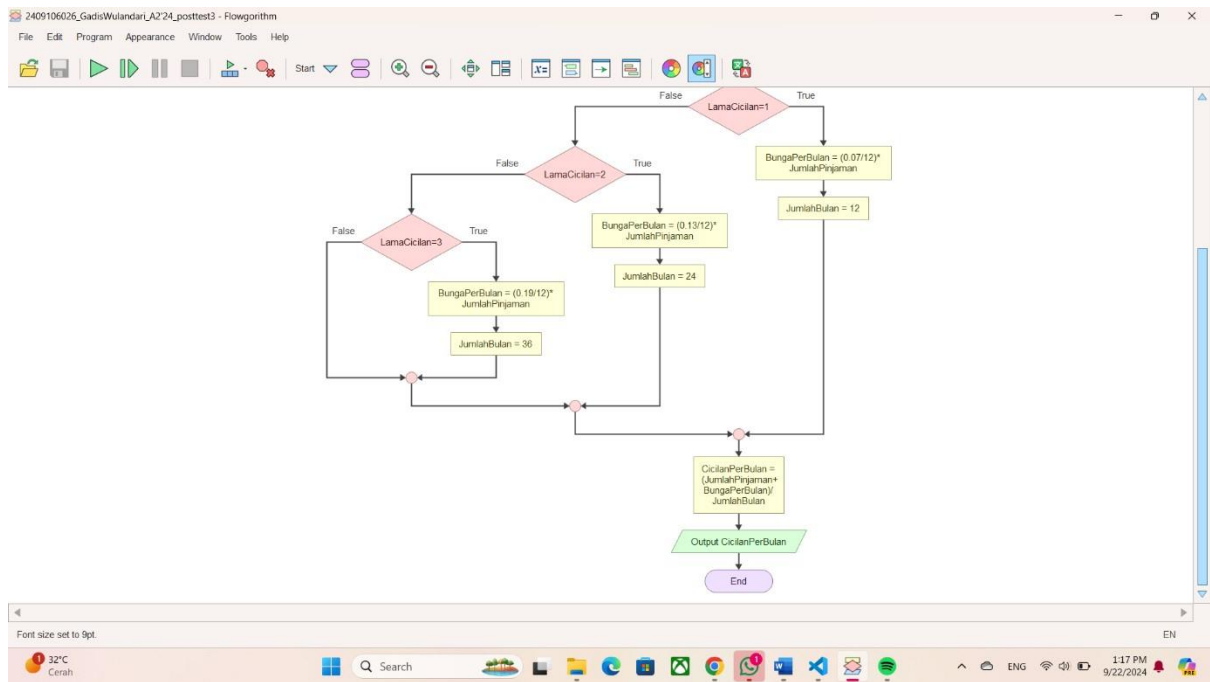 2409106026_GadisWulandari_A2'24_posttest3 - Flowgorithm
File Edit Program Appearance Window Tools Help
Start
False
True
LamaCicilan=1
BungaPerBulan = (0.07/12)*
JumlahPinjaman
JumlahBulan = 12
False
True
LamaCicilan=2
BungaPerBulan = (0.13/12)*
JumlahPinjaman
JumlahBulan = 24
False
True
LamaCicilan=3
BungaPerBulan = (0.19/12)*
JumlahPinjaman
JumlahBulan = 36
CicilanPerBulan =
(JumlahPinjaman+
BungaPerBulan)/
JumlahBulan
Output CicilanPerBulan
End
Font size set to 9pt.
EN
1
32°C
Cerah
Search
ENG
1:17 PM
9/22/2024